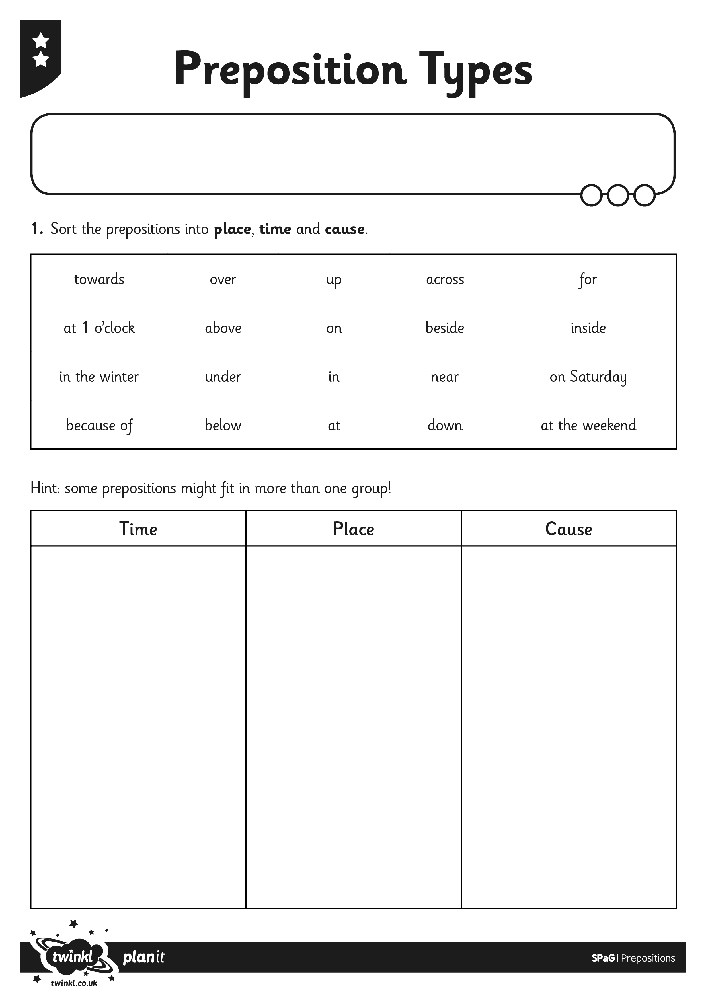 Preposition Types
1. Sort the prepositions into place, time and cause.
towards over up across for
at 1 o’clock above on beside inside
in the winter under in near on Saturday
because of below at down at the weekend
Hint: some prepositions might fit in more than one group!
Time Place Cause
twinkl planit
SPaG | Prepositions
twinkl.co.uk